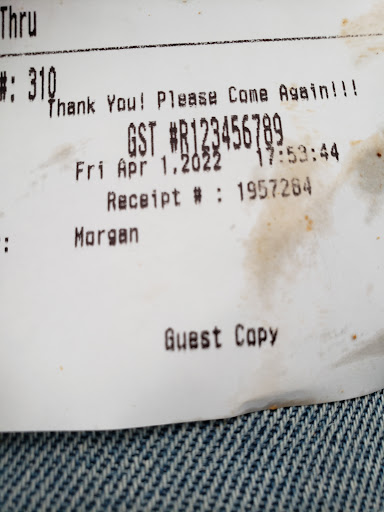 Thru
#: 310
Thank You! Please Come Again!!!
GST #R123456789
Fri Apr 1,2022 17:53:44
Receipt # : 1957284
: Morgan
Guest Copy